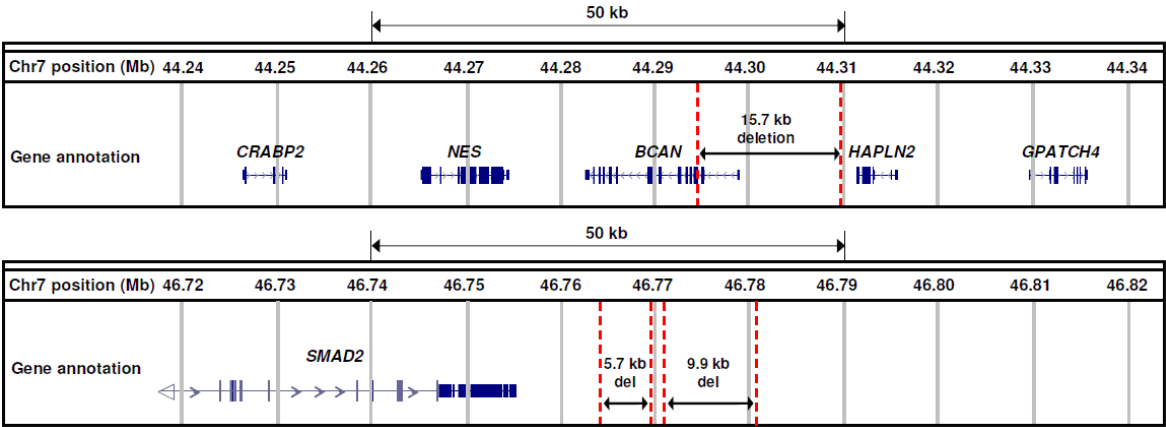 50 kb
Chr7 position (Mb) 44.24 44.25 44.26 44.27 44.28 44.29 44.30 44.31 44.32 44.33 44.34
15.7 kb
deletion
Gene annotation CRABP2 NES BCAN HAPLN2 GPATCH4
50 kb
Chr7 position (Mb) 46.72 46.73 46.74 46.75 46.76 46.77 46.78 46.79 46.80 46.81 46.82
Gene annotation SMAD2 5.7 kb 9.9 kb
del del